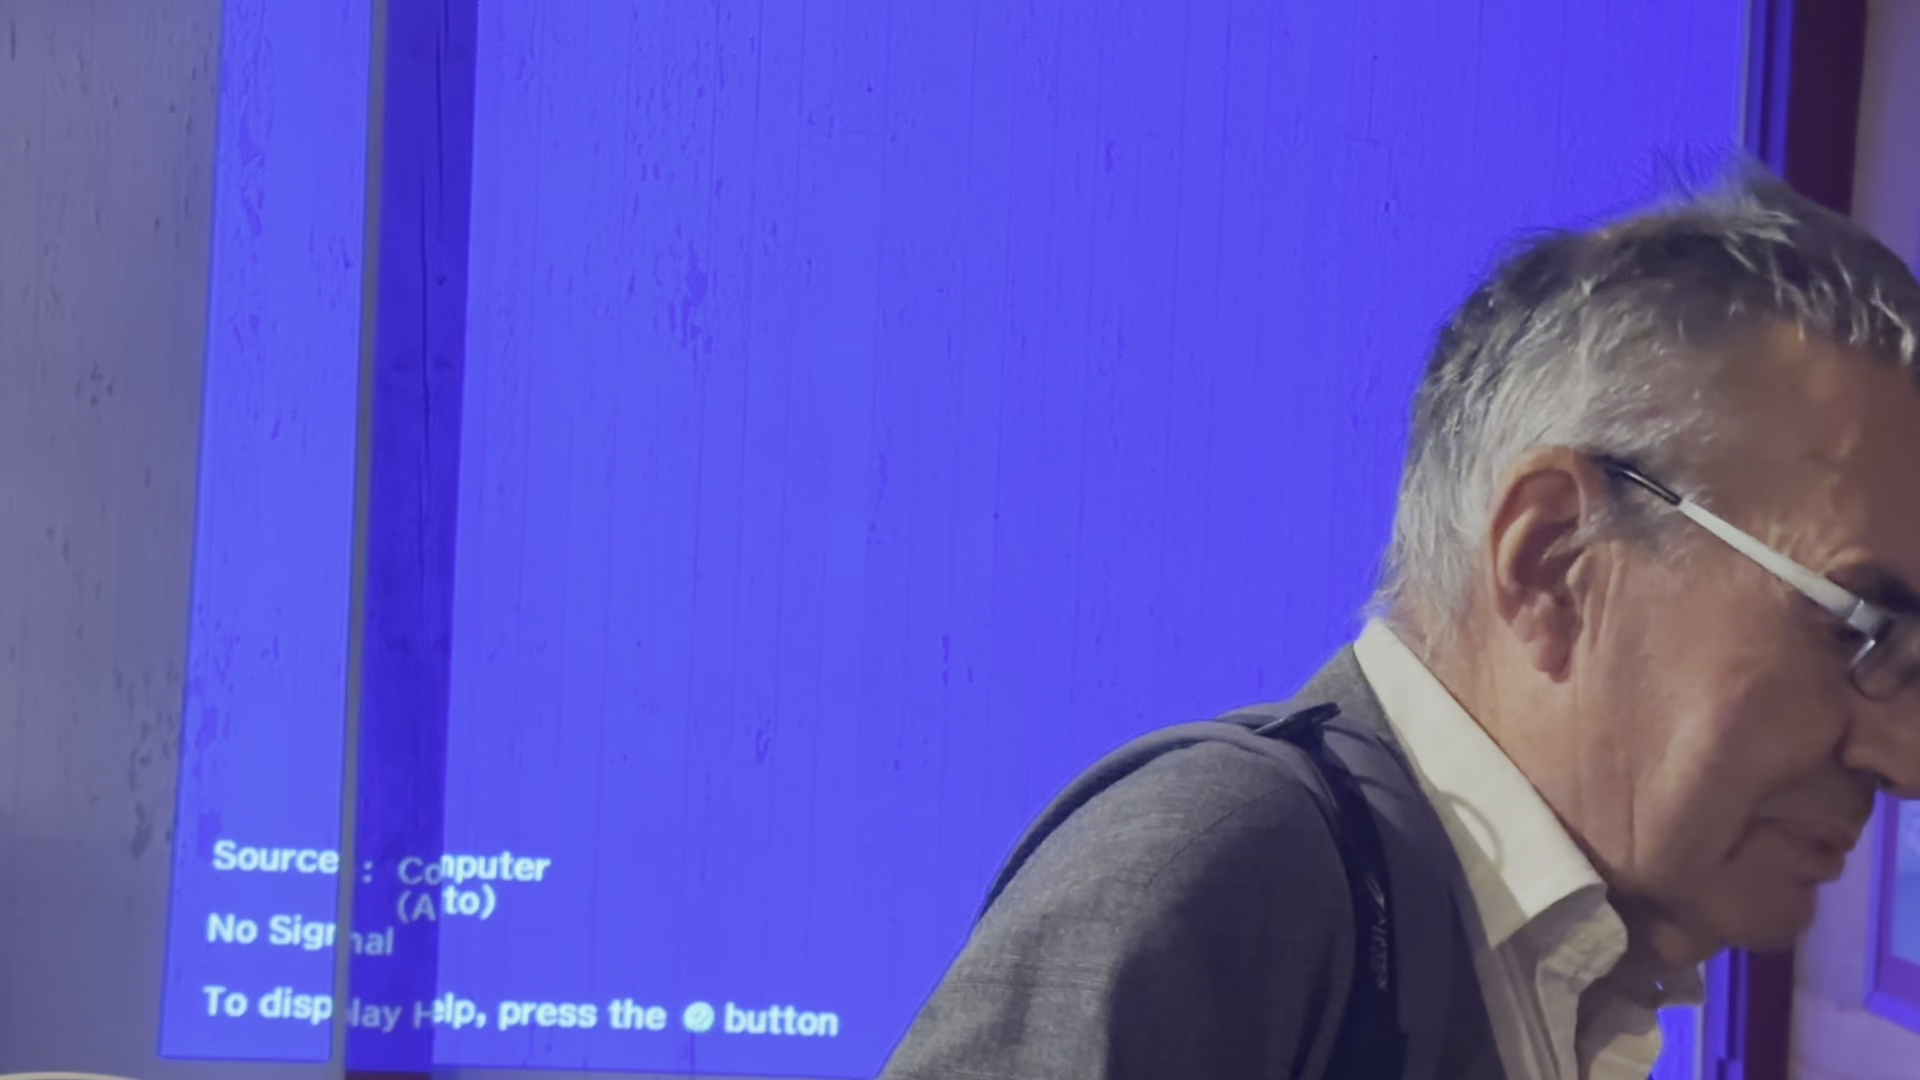 Source : Computer
(Auto)
No Signal
To display Help, press the button